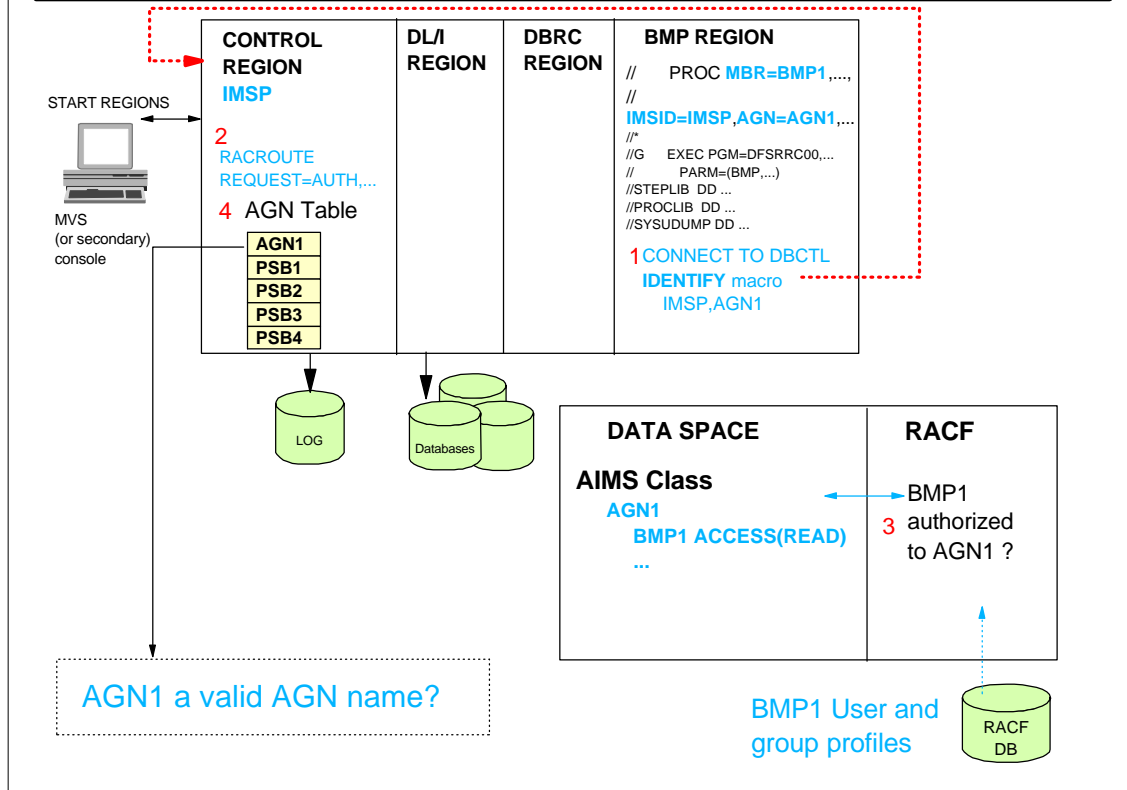 CONTROL
REGION
IMSP
DL/I
REGION
DBRC
REGION
BMP REGION
// PROC MBR=BMP1,...,
//
IMSID=IMSP,AGN=AGN1,...
//*
//G EXEC PGM=DFSRRC00,...
// PARM=(BMP,...)
//STEPLIB DD ...
//PROCLIB DD ...
//SYSUDUMP DD ...
1 CONNECT TO DBCTL
IDENTIFY macro
IMSP,AGN1
START REGIONS
MVS
(or secondary)
console
2
RACROUTE
REQUEST=AUTH,...
4 AGN Table
AGN1
PSB1
PSB2
PSB3
PSB4
LOG
Databases
DATA SPACE
AIMS Class
AGN1
BMP1 ACCESS(READ)
...
RACF
BMP1
3 authorized
to AGN1 ?
AGN1 a valid AGN name?
BMP1 User and
group profiles
RACF
DB